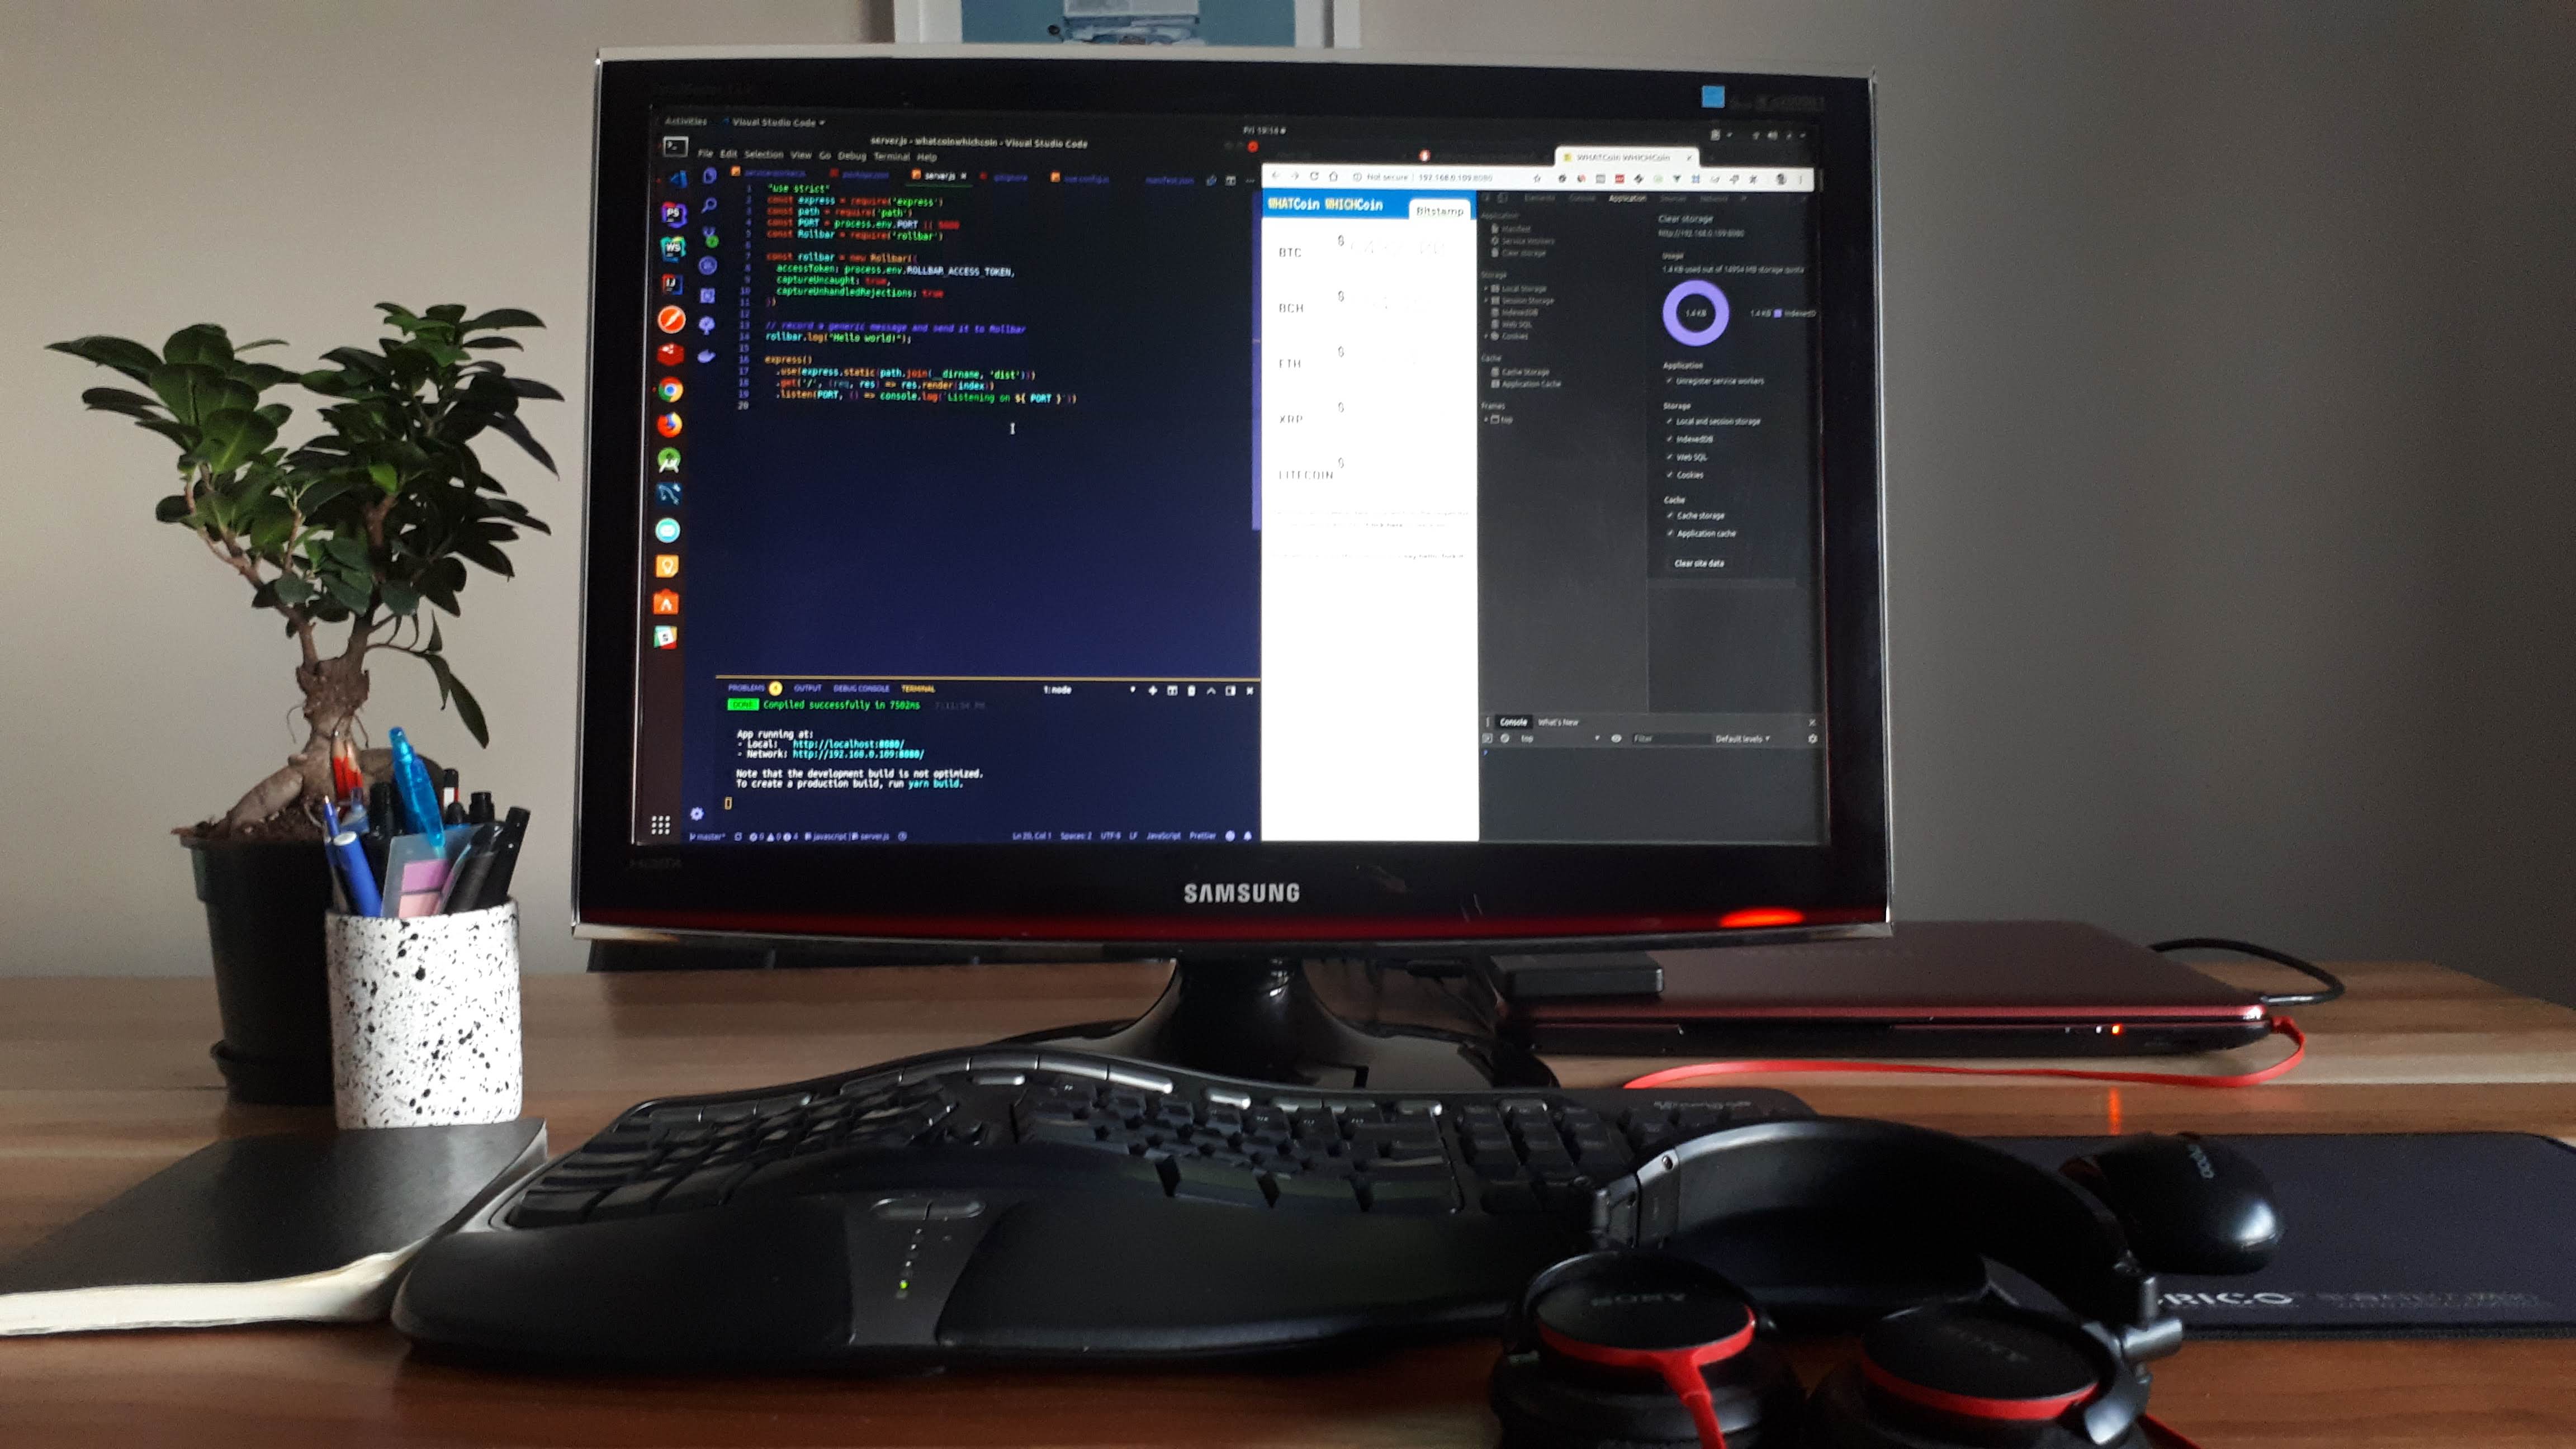 Activities
Visual Studio Code
Fri 19:14
server.js - whatcoinwhichcoin - Visual Studio Code
File Edit Selection View Go Debug Terminal Help
server.js
1 "use strict"
2 const express = require('express')
3 const path = require('path')
4 const PORT = process.env.PORT || 5000
5 const Rollbar = require('rollbar')
6
7 const rollbar = new Rollbar({
8 accessToken: process.env.ROLLBAR_ACCESS_TOKEN,
9 captureUncaught: true,
10 captureUnhandledRejections: true
11 })
12
13 // record a generic message and send it to Rollbar
14 rollbar.log("Hello world!");
15
16 express()
17 .use(express.static(path.join(__dirname, 'dist')))
18 .get('/', (req, res) => res.render(index))
19 .listen(PORT, () => console.log(`Listening on ${ PORT }`))
20
PROBLEMS 4 OUTPUT DEBUG CONSOLE TERMINAL
1: node
DONE Compiled successfully in 7502ms
App running at:
- Local: http://localhost:8080/
- Network: http://192.168.0.109:8080/
Note that the development build is not optimized.
To create a production build, run yarn build.
master*
javascript | server.js
Ln 20, Col 1 Spaces: 2 UTF-8 LF JavaScript Prettier
WHATCoin WHICHCoin
Not secure | 192.168.0.109:8080
WHATCoin WHICHCoin
Bitstamp
BTC $
BCH $
ETH $
XRP $
LITECOIN $
Elements Console Application Sources Network
Application
Manifest
Service Workers
Clear storage
Storage
Local Storage
Session Storage
IndexedDB
Web SQL
Cookies
Cache
Cache Storage
Application Cache
Frames
top
Clear storage
http://192.168.0.109:8080
Usage
1.4 KB used out of 14954 MB storage quota
1.4 KB
1.4 KB
Application
Unregister service workers
Storage
Local and session storage
IndexedDB
Web SQL
Cookies
Cache
Cache storage
Application cache
Clear site data
Console What's New
top
Filter
Default levels
SAMSUNG
SONY